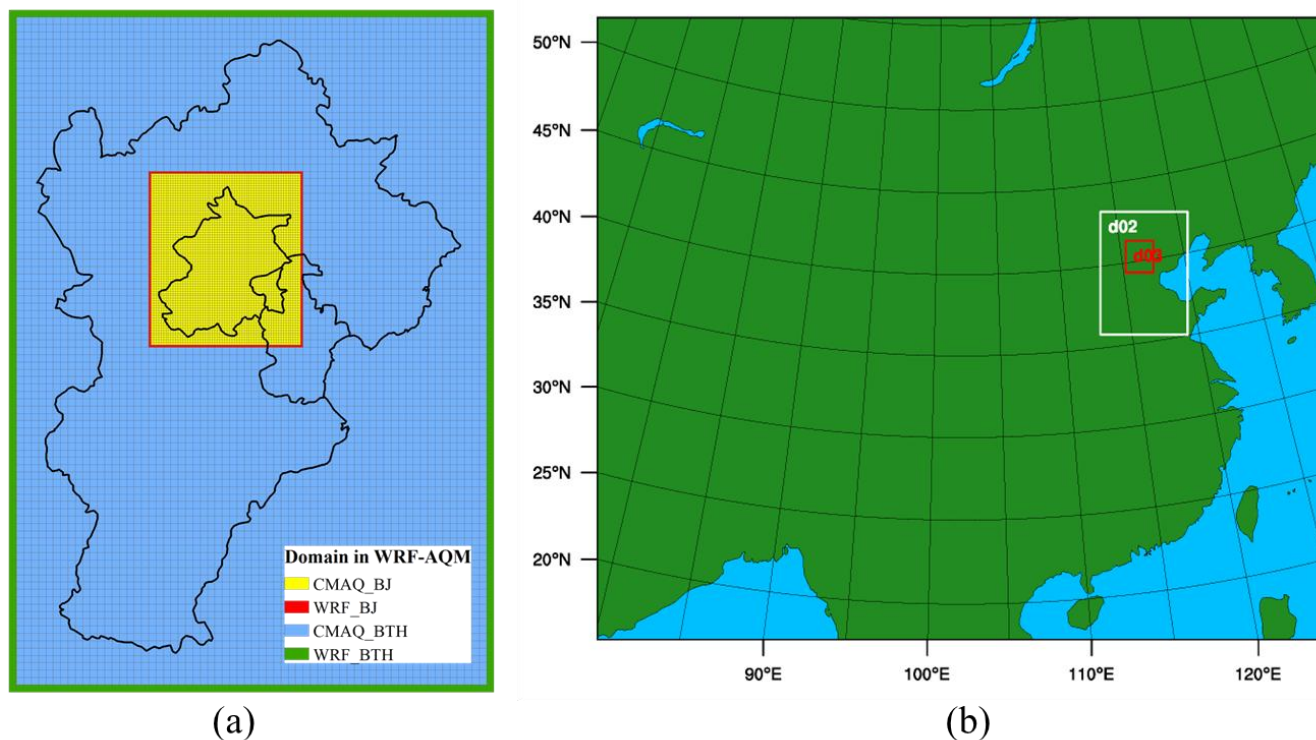 Domain in WRF-AQM
CMAQ_BJ
WRF_BJ
CMAQ_BTH
WRF_BTH
(a)
50°N
45°N
40°N
35°N
30°N
25°N
20°N
90°E
100°E
110°E
120°E
d02
d03
(b)